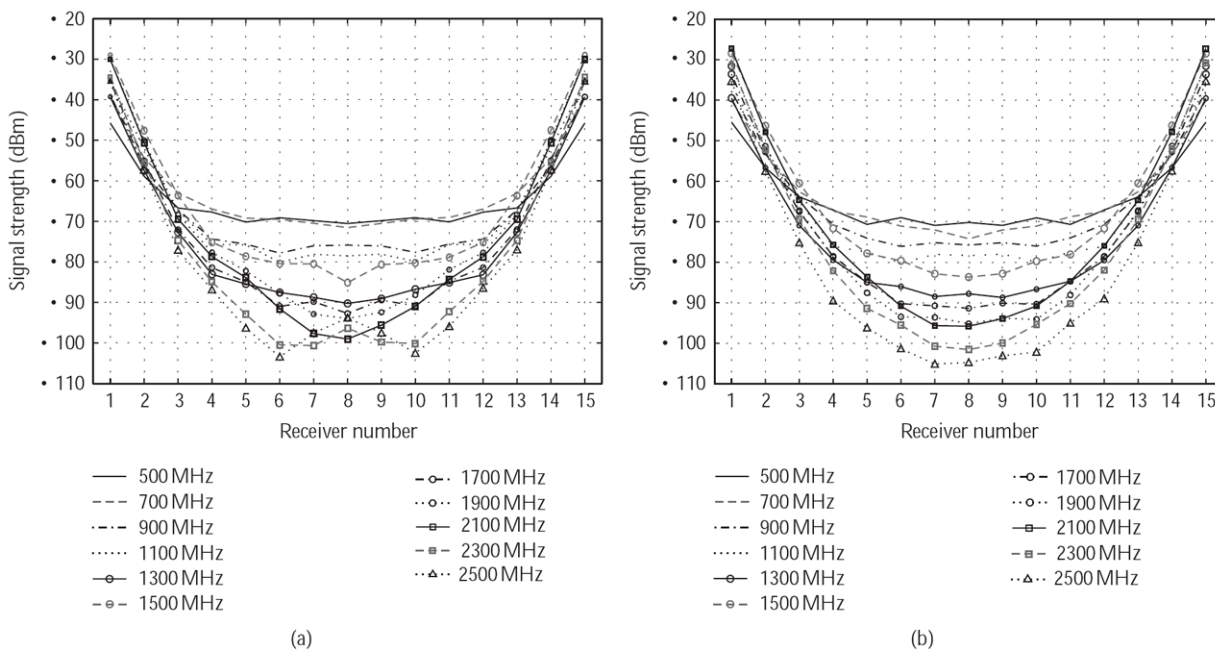 • 20
• 30
• 40
• 50
• 60
• 70
• 80
• 90
• 100
• 110
Signal strength (dBm)
1 2 3 4 5 6 7 8 9 10 11 12 13 14 15
Receiver number
500 MHz
700 MHz
900 MHz
1100 MHz
1300 MHz
1500 MHz
1700 MHz
1900 MHz
2100 MHz
2300 MHz
2500 MHz
(a)
• 20
• 30
• 40
• 50
• 60
• 70
• 80
• 90
• 100
• 110
Signal strength (dBm)
1 2 3 4 5 6 7 8 9 10 11 12 13 14 15
Receiver number
500 MHz
700 MHz
900 MHz
1100 MHz
1300 MHz
1500 MHz
1700 MHz
1900 MHz
2100 MHz
2300 MHz
2500 MHz
(b)